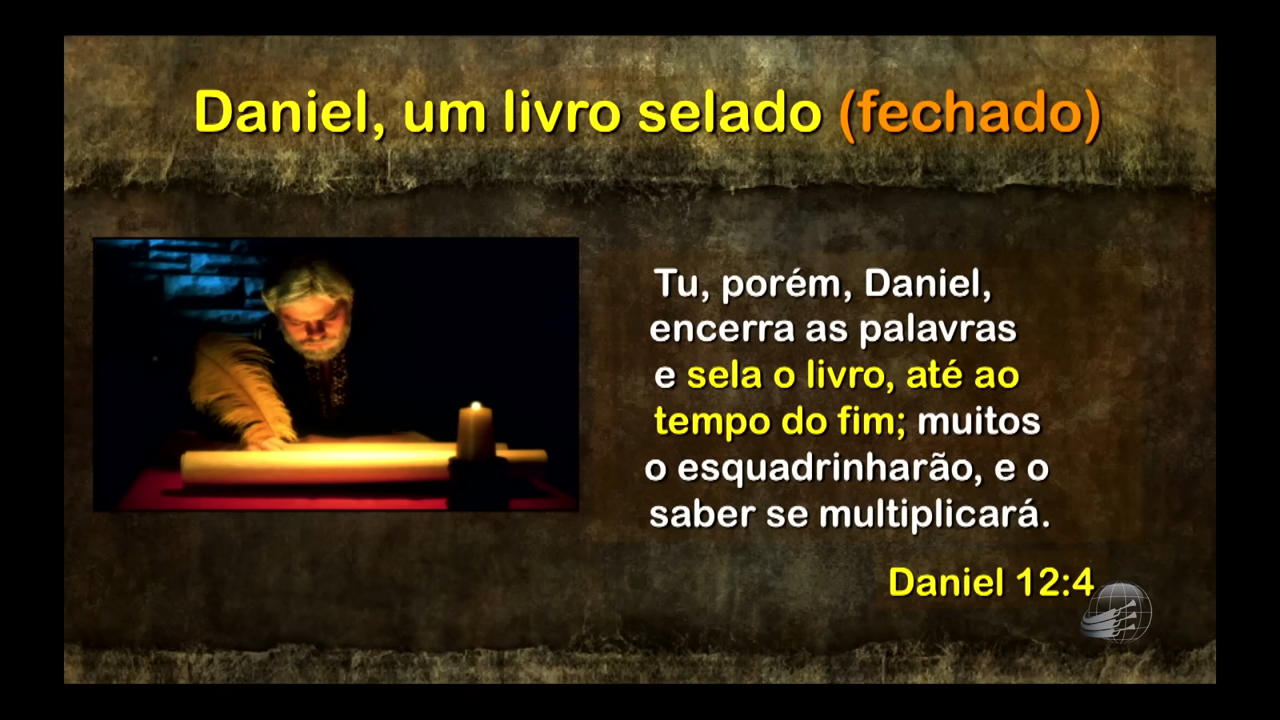 Daniel, um livro selado (fechado)
Tu, porém, Daniel,
encerra as palavras
e sela o livro, até ao
tempo do fim; muitos
o esquadrinharão, e o
saber se multiplicará.
Daniel 12:4